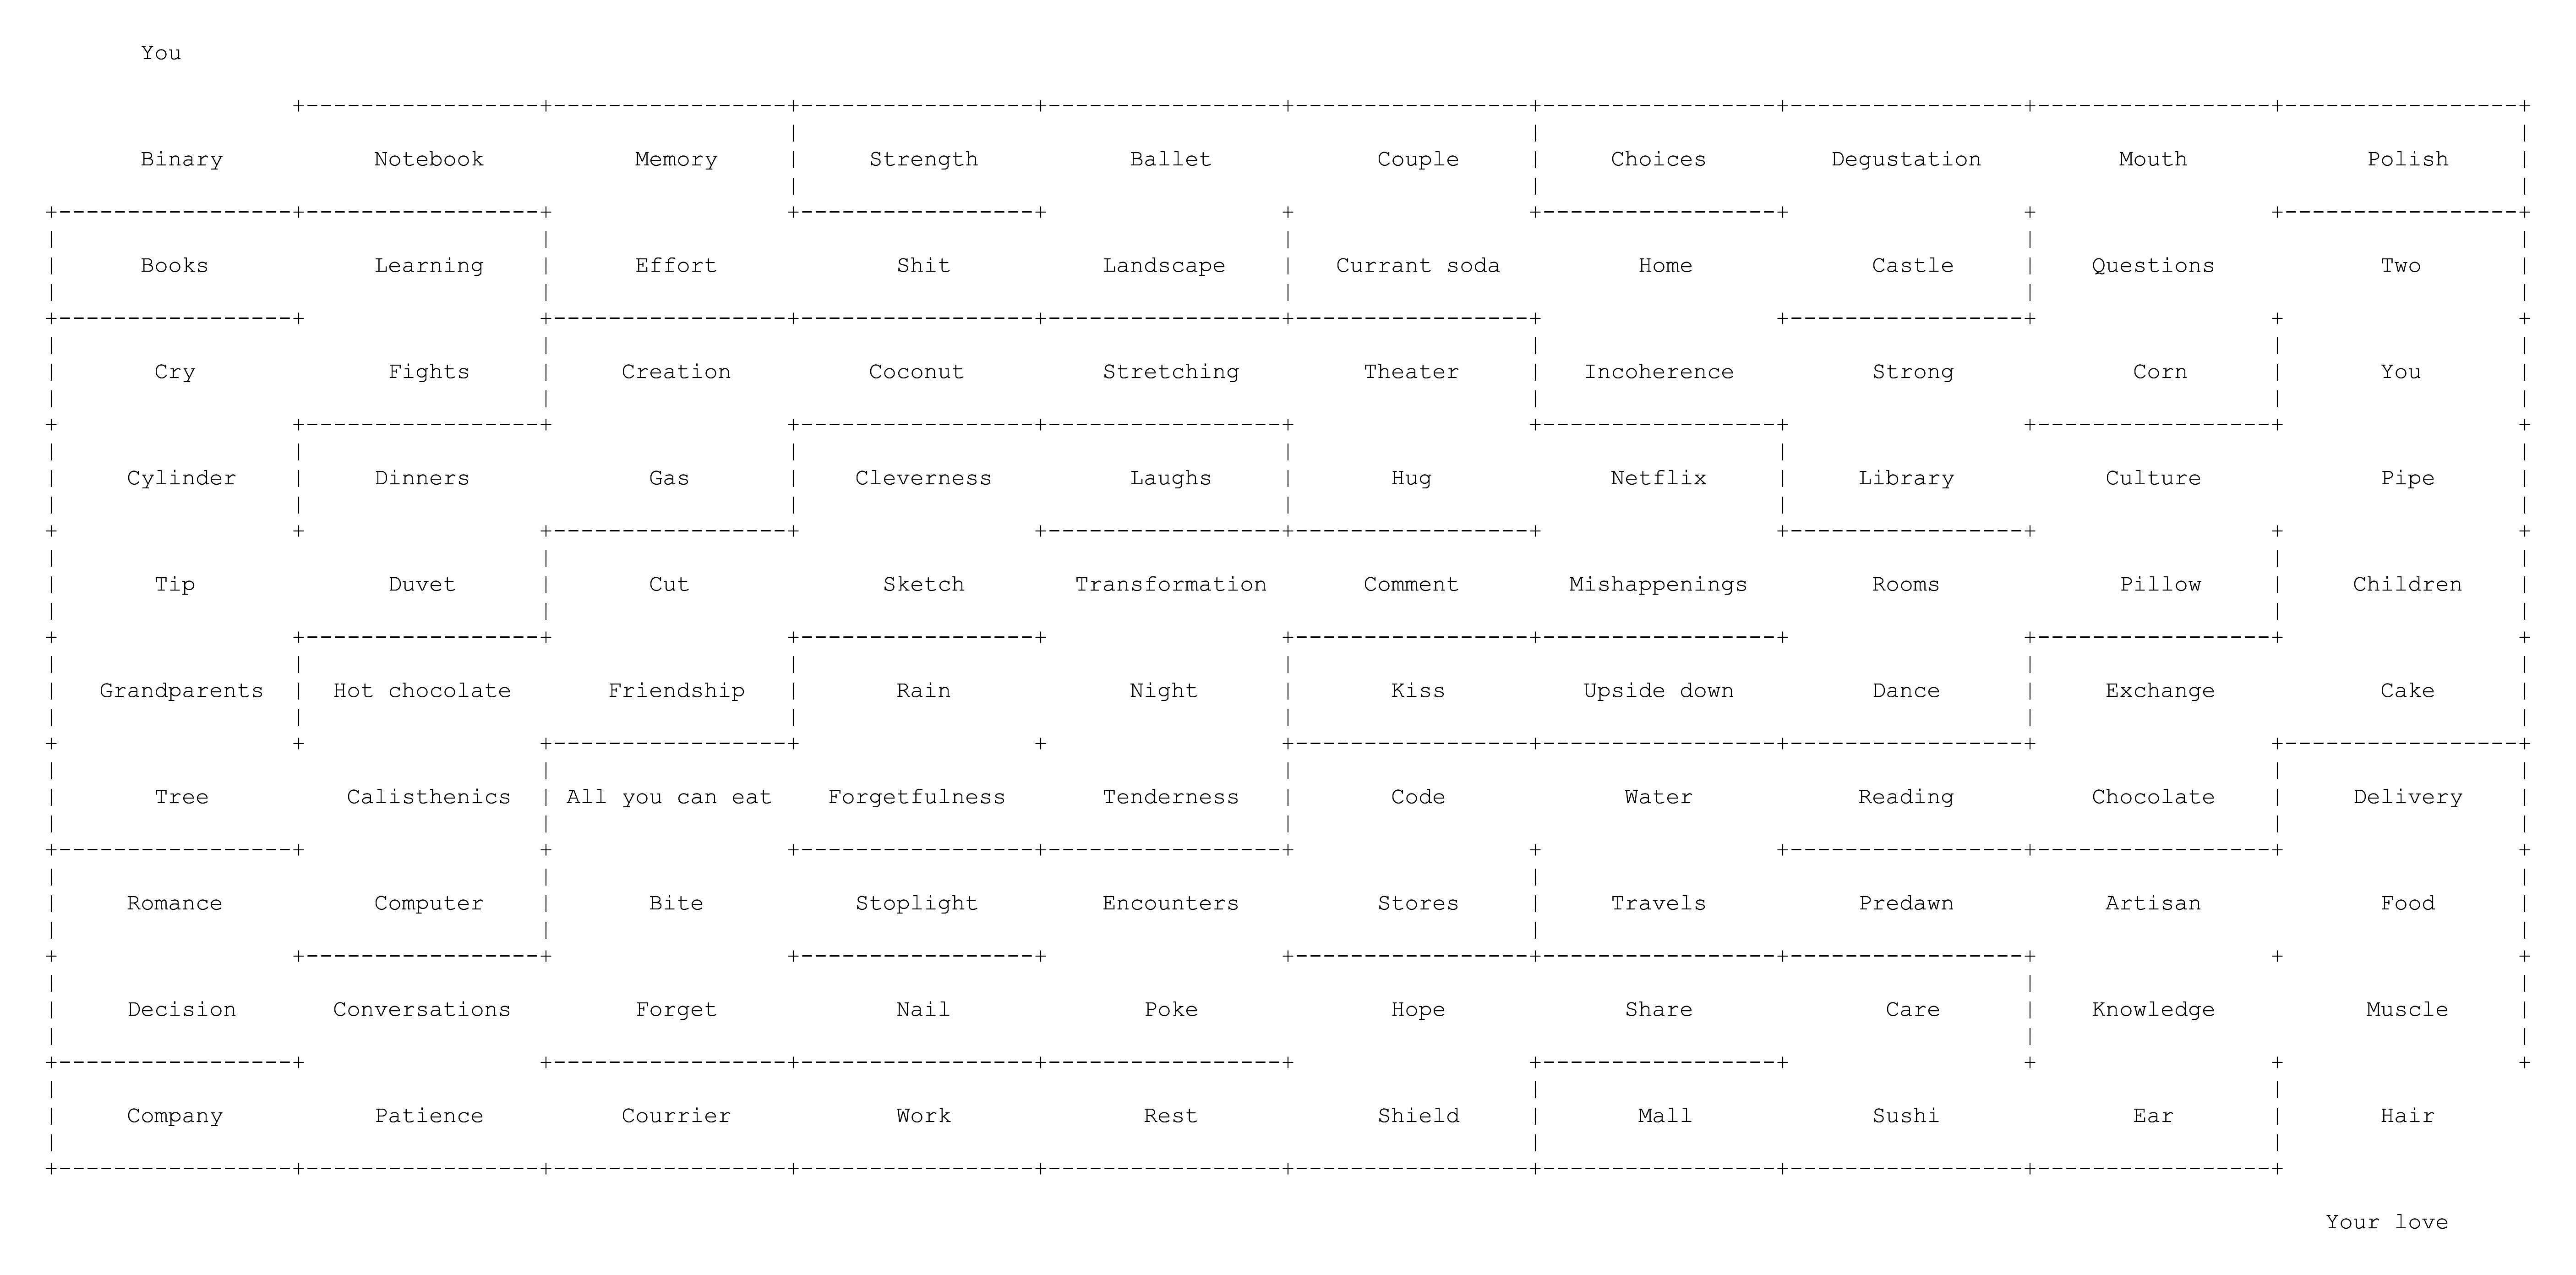 You
Binary Notebook Memory Strength Ballet Couple Choices Degustation Mouth Polish
Books Learning Effort Shit Landscape Currant soda Home Castle Questions Two
Cry Fights Creation Coconut Stretching Theater Incoherence Strong Corn You
Cylinder Dinners Gas Cleverness Laughs Hug Netflix Library Culture Pipe
Tip Duvet Cut Sketch Transformation Comment Mishappenings Rooms Pillow Children
Grandparents Hot chocolate Friendship Rain Night Kiss Upside down Dance Exchange Cake
Tree Calisthenics All you can eat Forgetfulness Tenderness Code Water Reading Chocolate Delivery
Romance Computer Bite Stoplight Encounters Stores Travels Predawn Artisan Food
Decision Conversations Forget Nail Poke Hope Share Care Knowledge Muscle
Company Patience Courrier Work Rest Shield Mall Sushi Ear Hair
Your love